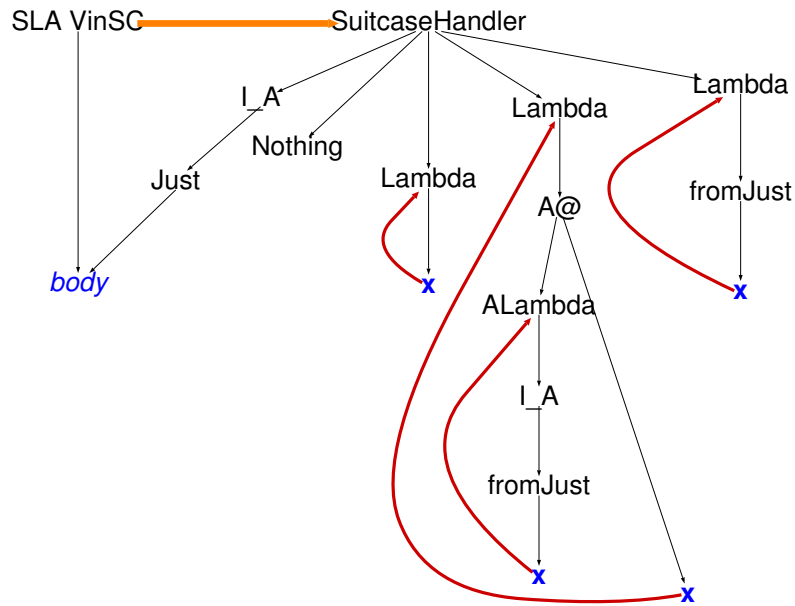 SLA VinSC SuitcaseHandler
I_A
Lambda
Lambda
Nothing
Just
Lambda
fromJust
A@
body
x
x
ALambda
I_A
fromJust
x
x